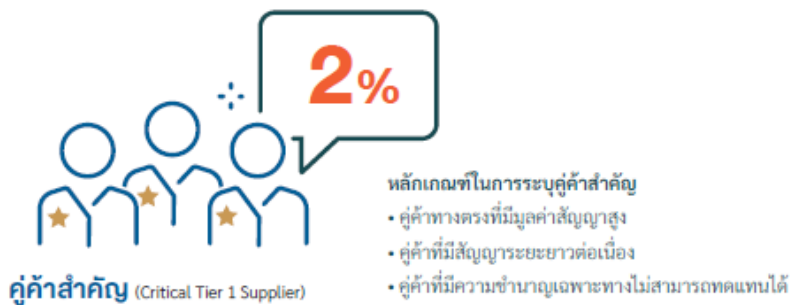 2%
หลักเกณฑ์ในการระบุคู่ค้าสำคัญ
• คู่ค้าทางตรงที่มีมูลค่าสัญญาสูง
• คู่ค้าที่มีสัญญาระยะยาวต่อเนื่อง
• คู่ค้าที่มีความชำนาญเฉพาะทางไม่สามารถทดแทนได้
คู่ค้าสำคัญ (Critical Tier 1 Supplier)